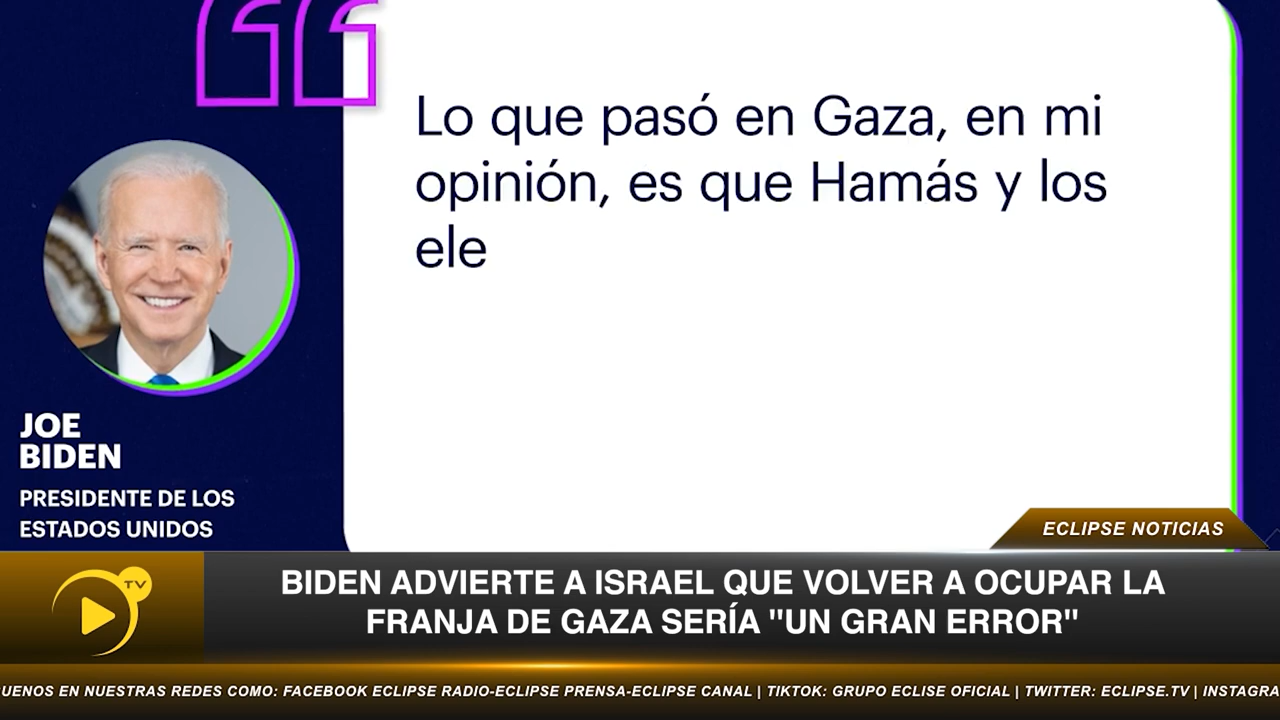 Lo que pasó en Gaza, en mi
opinión, es que Hamás y los
ele
JOE
BIDEN
PRESIDENTE DE LOS
ESTADOS UNIDOS
ECLIPSE NOTICIAS
TV
BIDEN ADVIERTE A ISRAEL QUE VOLVER A OCUPAR LA
FRANJA DE GAZA SERÍA "UN GRAN ERROR"
UENOS EN NUESTRAS REDES COMO: FACEBOOK ECLIPSE RADIO-ECLIPSE PRENSA-ECLIPSE CANAL | TIKTOK: GRUPO ECLISE OFICIAL | TWITTER: ECLIPSE.TV | INSTAGRA